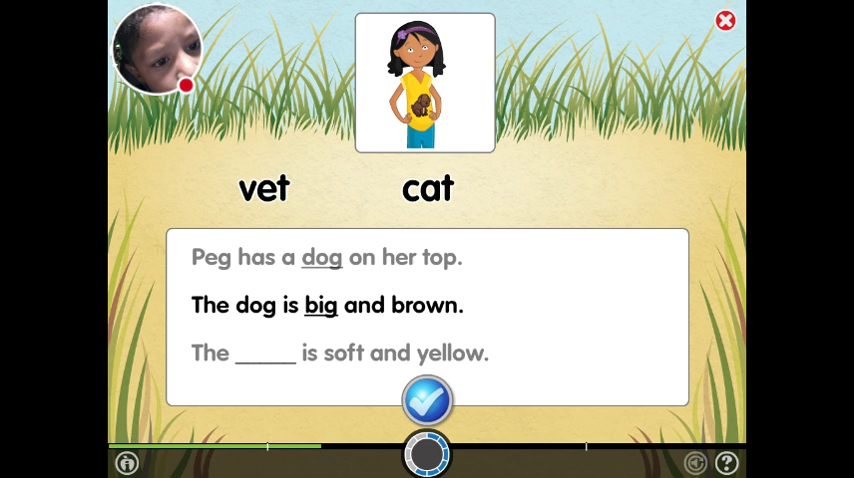 vet cat
Peg has a dog on her top.
The dog is big and brown.
The _____ is soft and yellow.
?